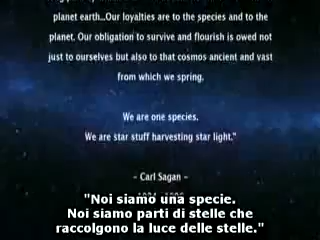 planet earth...Our loyalties are to the species and to the
planet. Our obligation to survive and flourish is owed not
just to ourselves but also to that cosmos ancient and vast
from which we spring.
We are one species.
We are star stuff harvesting star light."
- Carl Sagan -
"Noi siamo una specie.
Noi siamo parti di stelle che
raccolgono la luce delle stelle."